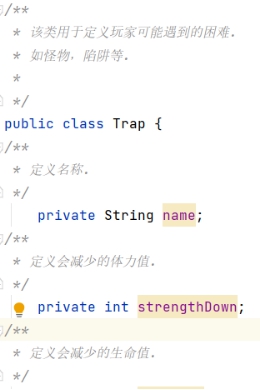 /**
 * 该类用于定义玩家可能遇到的困难.
 * 如怪物，陷阱等.
 *
 */
public class Trap {
/**
 * 定义名称.
 */
    private String name;
/**
 * 定义会减少的体力值.
 */
    private int strengthDown;
/**
 * 定义会减少的生命值.
 */